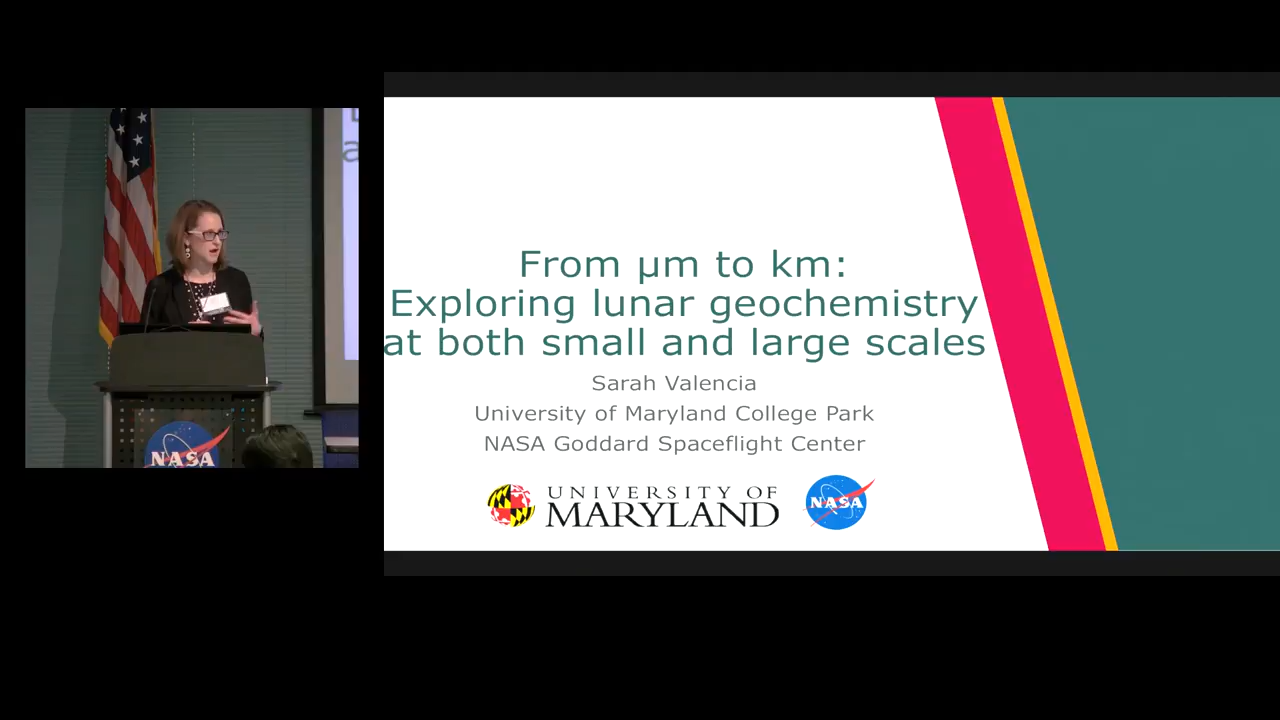 From µm to km:
Exploring lunar geochemistry
at both small and large scales
Sarah Valencia
University of Maryland College Park
NASA Goddard Spaceflight Center
UNIVERSITY OF
MARYLAND
NASA
NASA